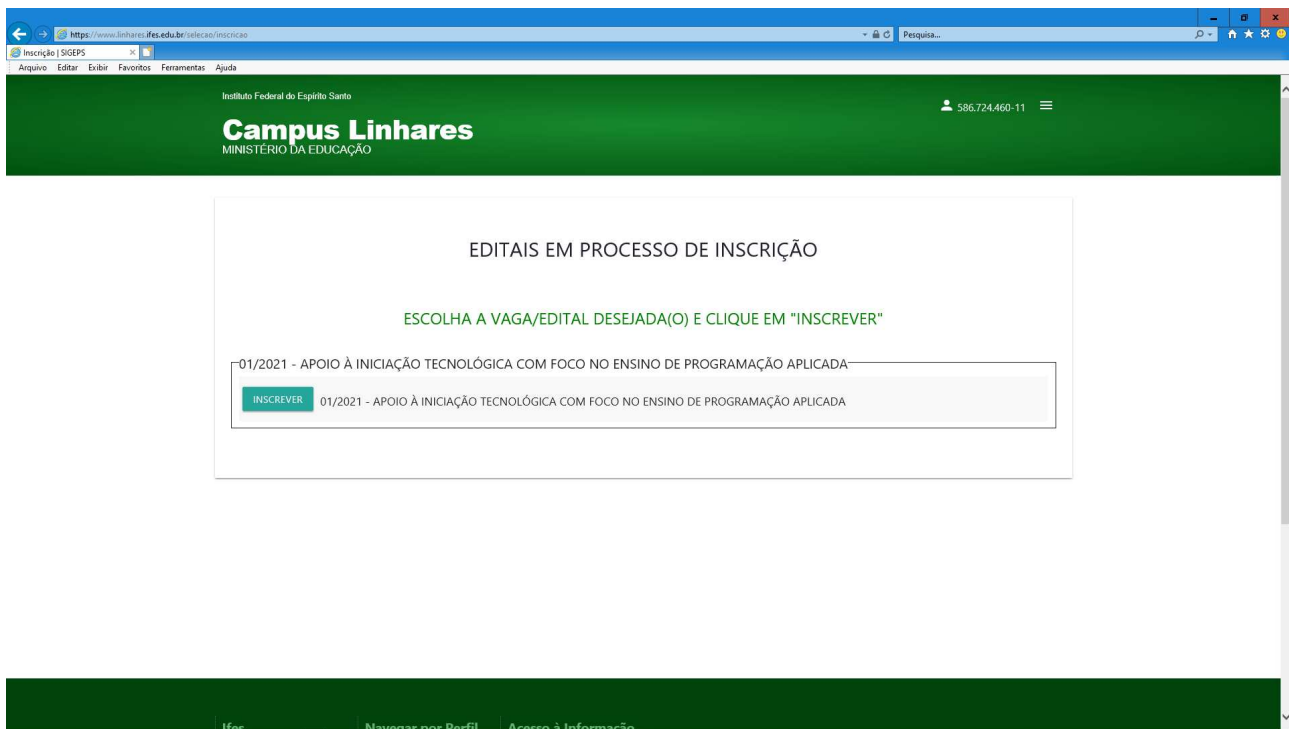 https://www.linhares.ifes.edu.br/selecao/inscricao
Pesquisa...
Inscrição | SIGEPS
Arquivo Editar Exibir Favoritos Ferramentas Ajuda
Instituto Federal do Espírito Santo
586.724.460-11
Campus Linhares
MINISTÉRIO DA EDUCAÇÃO
EDITAIS EM PROCESSO DE INSCRIÇÃO
ESCOLHA A VAGA/EDITAL DESEJADA(O) E CLIQUE EM "INSCREVER"
01/2021 - APOIO À INICIAÇÃO TECNOLÓGICA COM FOCO NO ENSINO DE PROGRAMAÇÃO APLICADA
INSCREVER 01/2021 - APOIO À INICIAÇÃO TECNOLÓGICA COM FOCO NO ENSINO DE PROGRAMAÇÃO APLICADA
Ifes Navegar por Perfil Acesso à Informação